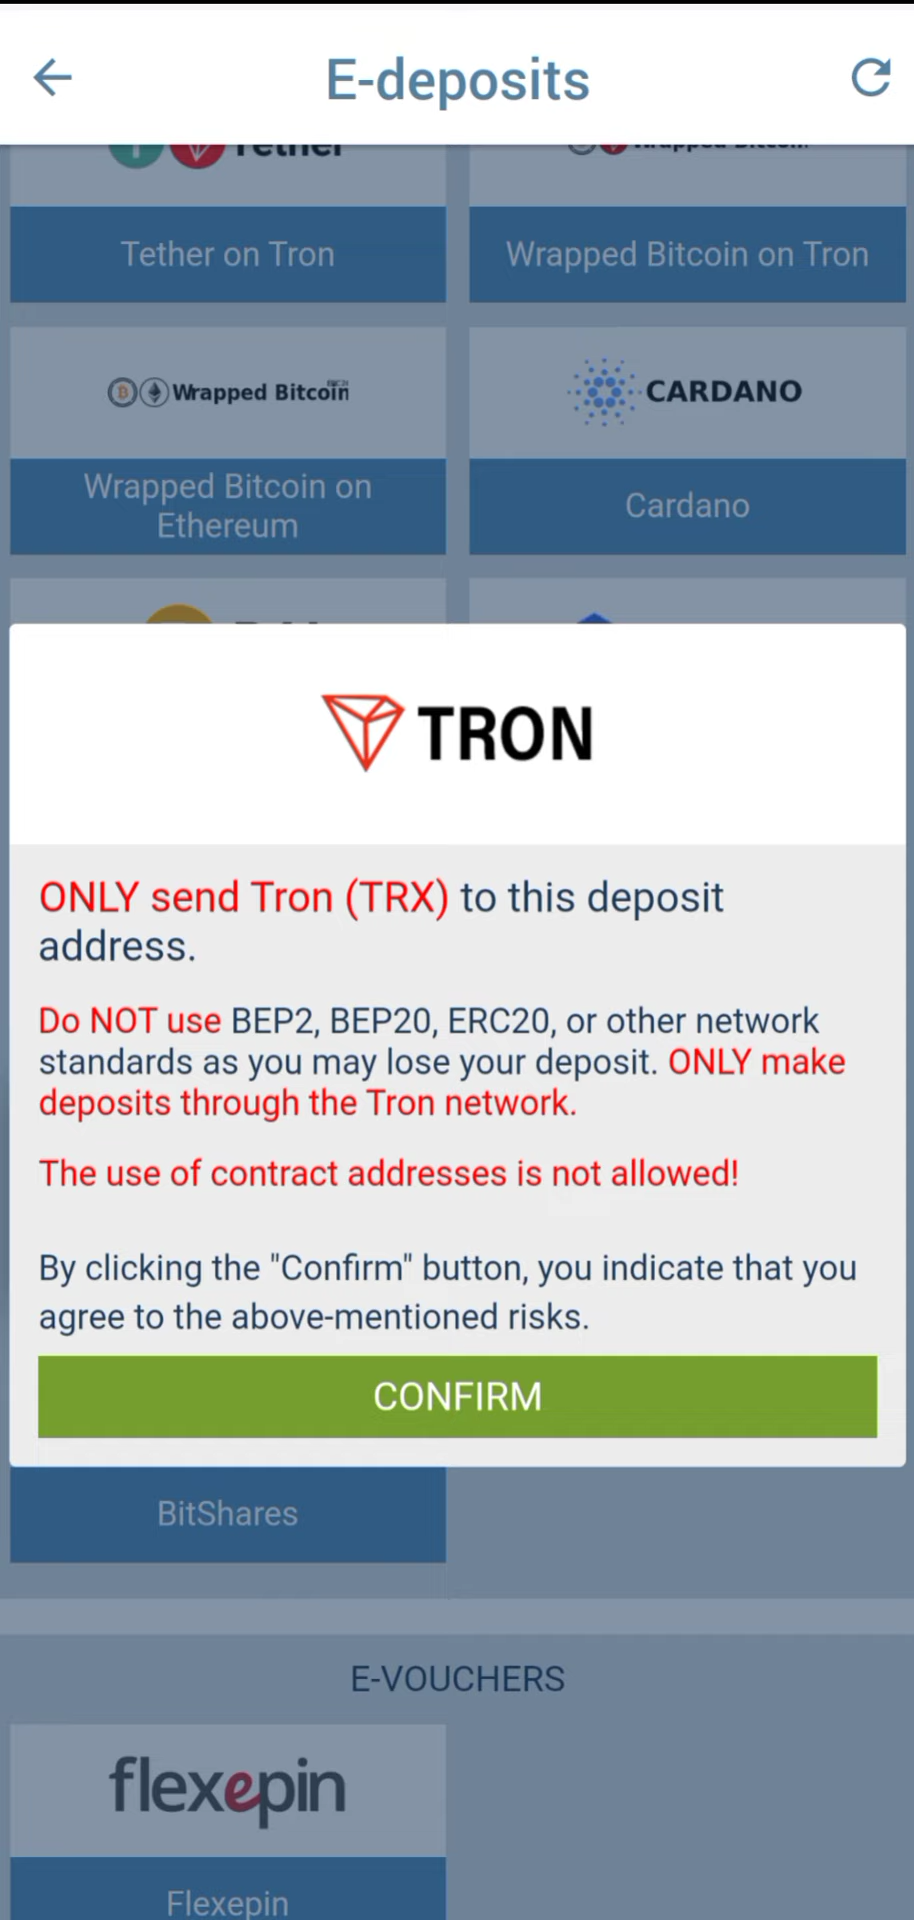 E-deposits
Tether
Wrapped Bitcoin
Tether on Tron
Wrapped Bitcoin on Tron
Wrapped Bitcoin
CARDANO
Wrapped Bitcoin on
Ethereum
Cardano
TRON
ONLY send Tron (TRX) to this deposit
address.
Do NOT use BEP2, BEP20, ERC20, or other network
standards as you may lose your deposit. ONLY make
deposits through the Tron network.
The use of contract addresses is not allowed!
By clicking the "Confirm" button, you indicate that you
agree to the above-mentioned risks.
CONFIRM
BitShares
E-VOUCHERS
flexepin
Flexepin